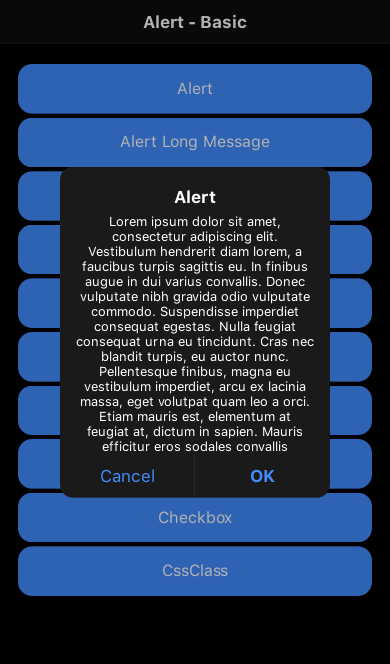 Alert - Basic
Alert
Alert Long Message
Alert
Lorem ipsum dolor sit amet,
consectetur adipiscing elit.
Vestibulum hendrerit diam lorem, a
faucibus turpis sagittis eu. In finibus
augue in dui varius convallis. Donec
vulputate nibh gravida odio vulputate
commodo. Suspendisse imperdiet
consequat egestas. Nulla feugiat
consequat urna eu tincidunt. Cras nec
blandit turpis, eu auctor nunc.
Pellentesque finibus, magna eu
vestibulum imperdiet, arcu ex lacinia
massa, eget volutpat quam leo a orci.
Etiam mauris est, elementum at
feugiat at, dictum in sapien. Mauris
efficitur eros sodales convallis
Cancel
OK
Checkbox
CssClass